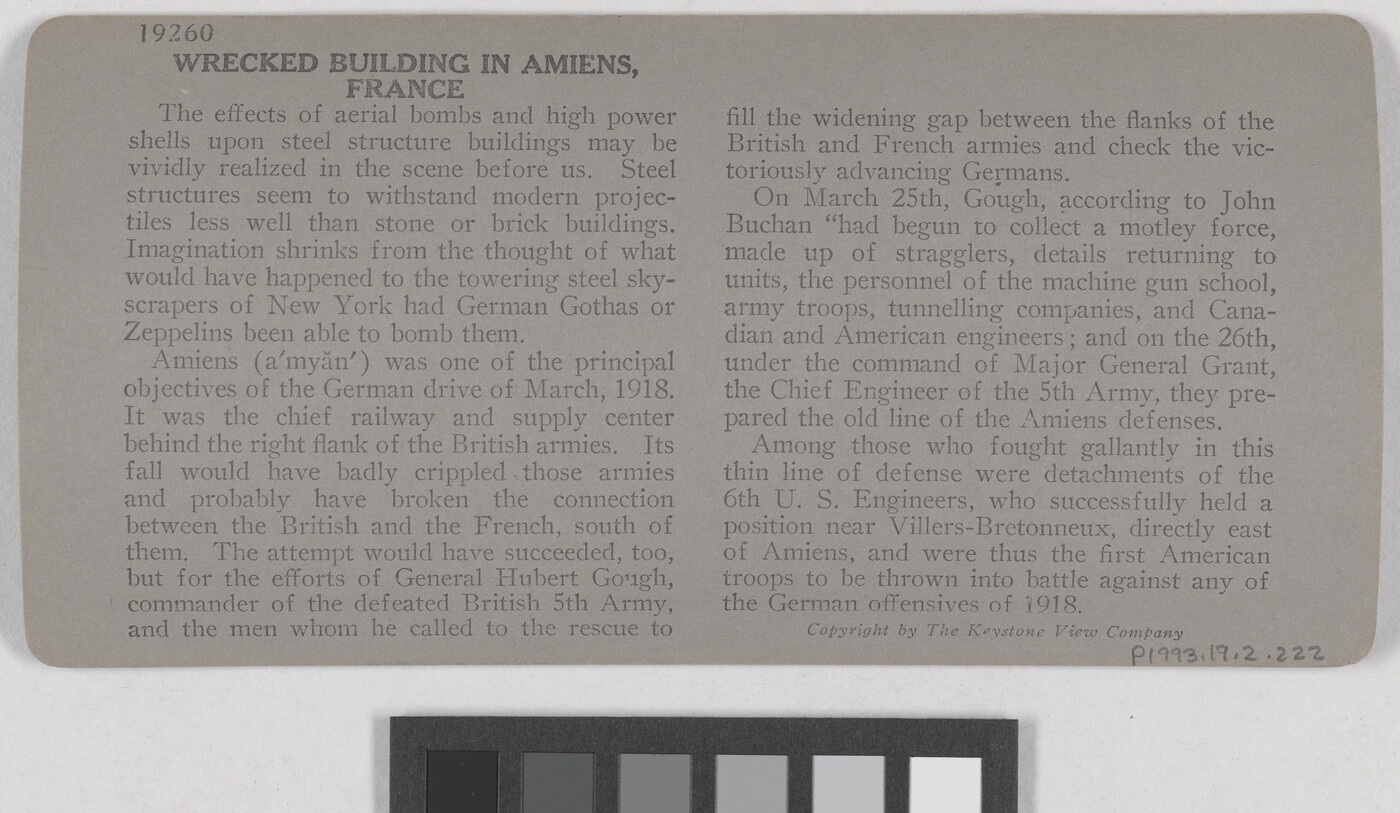 19260
WRECKED BUILDING IN AMIENS,
FRANCE
The effects of aerial bombs and high power
shells upon steel structure buildings may be
vividly realized in the scene before us. Steel
structures seem to withstand modern projec-
tiles less well than stone or brick buildings.
Imagination shrinks from the thought of what
would have happened to the towering steel sky-
scrapers of New York had German Gothas or
Zeppelins been able to bomb them.
Amiens (a′myăn′) was one of the principal
objectives of the German drive of March, 1918.
It was the chief railway and supply center
behind the right flank of the British armies. Its
fall would have badly crippled those armies
and probably have broken the connection
between the British and the French, south of
them. The attempt would have succeeded, too,
but for the efforts of General Hubert Gough,
commander of the defeated British 5th Army,
and the men whom he called to the rescue to
fill the widening gap between the flanks of the
British and French armies and check the vic-
toriously advancing Germans.
On March 25th, Gough, according to John
Buchan “had begun to collect a motley force,
made up of stragglers, details returning to
units, the personnel of the machine gun school,
army troops, tunnelling companies, and Cana-
dian and American engineers; and on the 26th,
under the command of Major General Grant,
the Chief Engineer of the 5th Army, they pre-
pared the old line of the Amiens defenses.
Among those who fought gallantly in this
thin line of defense were detachments of the
6th U. S. Engineers, who successfully held a
position near Villers-Bretonneux, directly east
of Amiens, and were thus the first American
troops to be thrown into battle against any of
the German offensives of 1918.
Copyright by The Keystone View Company
P1993.19.2.222